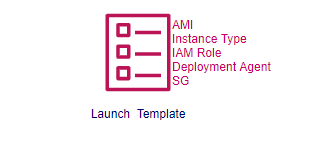 AMI
Instance Type
IAM Role
Deployment Agent
SG
Launch Template